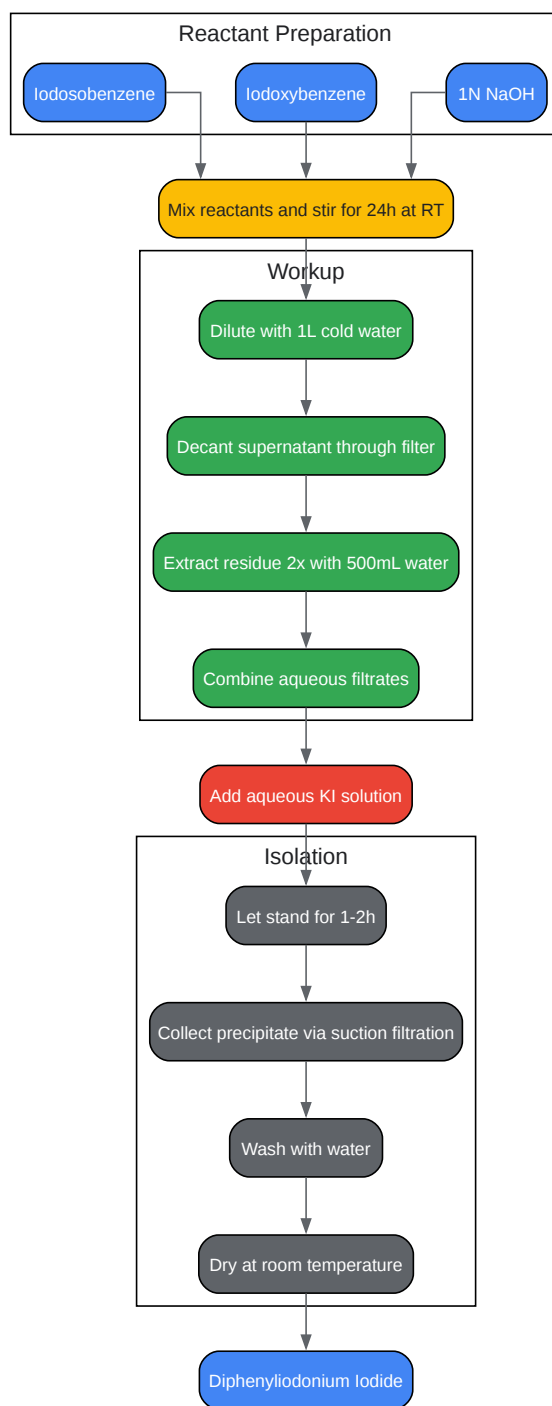 Reactant Preparation
Iodosobenzene
Iodoxybenzene
1N NaOH
Mix reactants and stir for 24h at RT
Workup
Dilute with 1L cold water
Decant supernatant through filter
Extract residue 2x with 500mL water
Combine aqueous filtrates
Add aqueous KI solution
Isolation
Let stand for 1-2h
Collect precipitate via suction filtration
Wash with water
Dry at room temperature
Diphenyliodonium Iodide